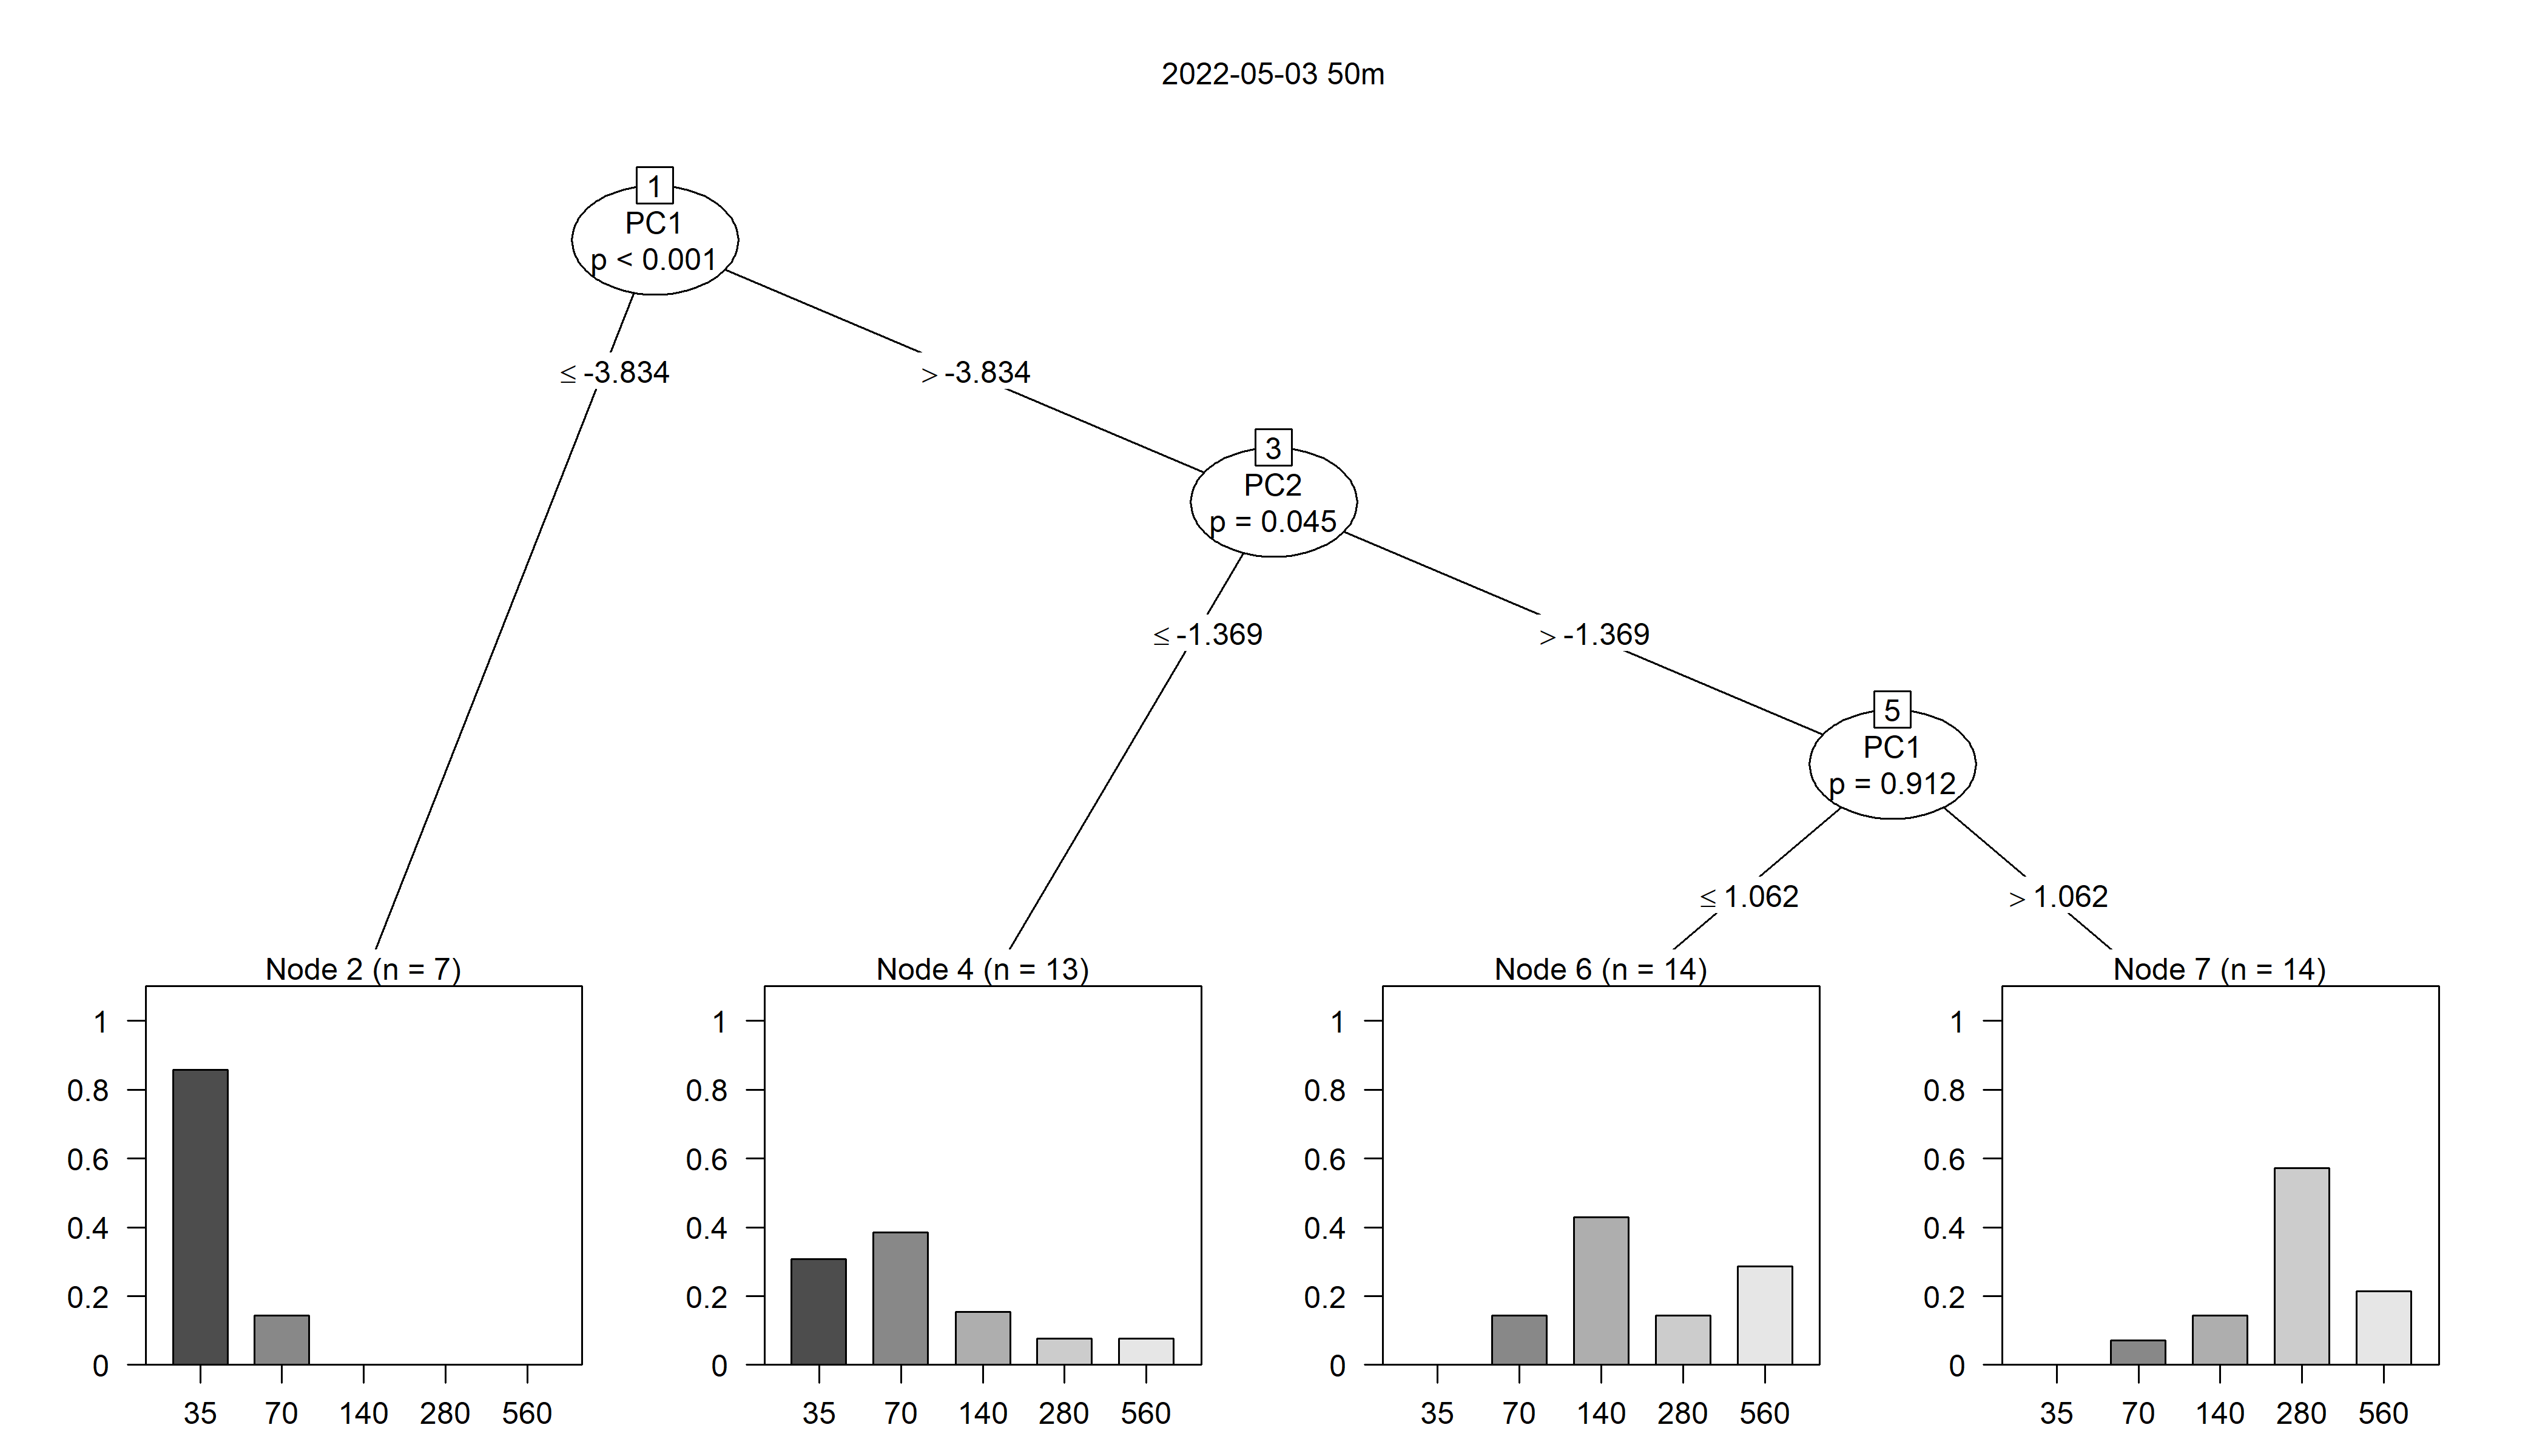 2022-05-03 50m
1
PC1
p < 0.001
≤ -3.834
> -3.834
3
PC2
p = 0.045
≤ -1.369
> -1.369
5
PC1
p = 0.912
≤ 1.062
> 1.062
Node 2 (n = 7)
1
0.8
0.6
0.4
0.2
0
35 70 140 280 560
Node 4 (n = 13)
1
0.8
0.6
0.4
0.2
0
35 70 140 280 560
Node 6 (n = 14)
1
0.8
0.6
0.4
0.2
0
35 70 140 280 560
Node 7 (n = 14)
1
0.8
0.6
0.4
0.2
0
35 70 140 280 560